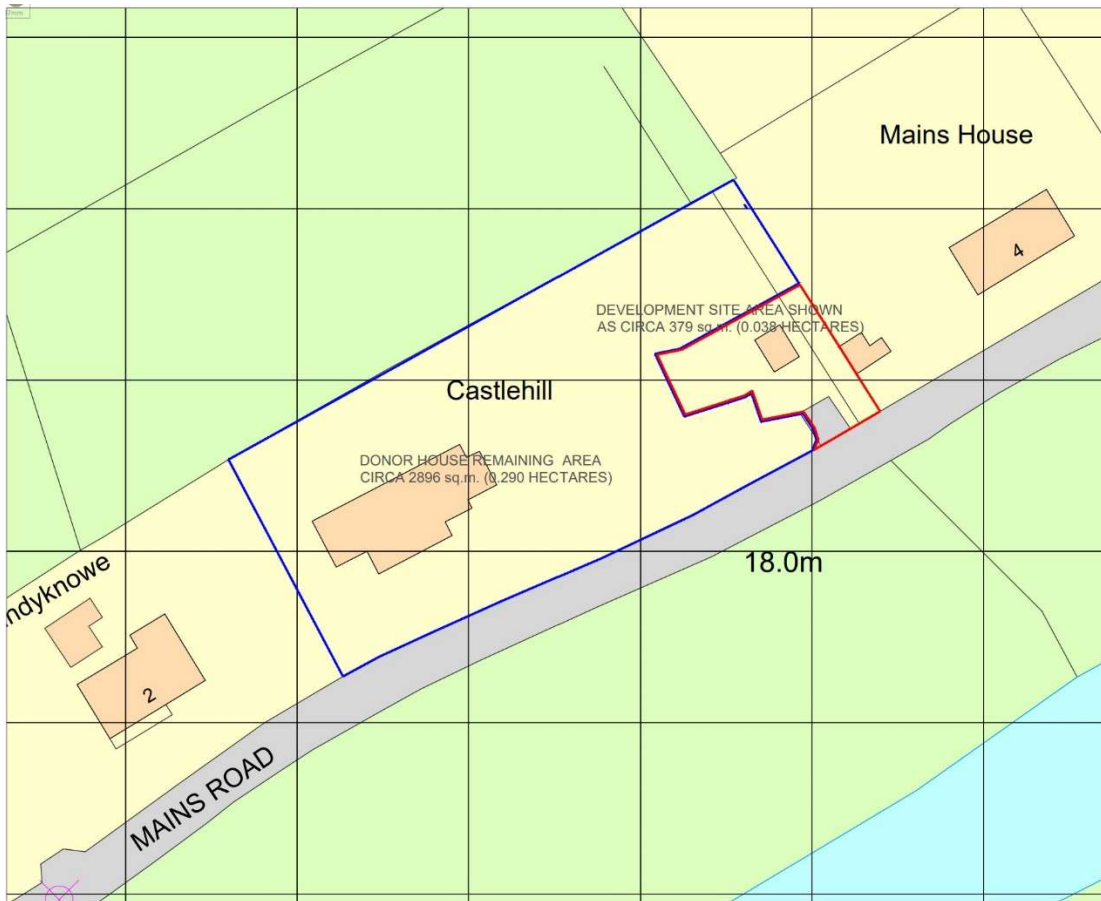 Mains House
4
DEVELOPMENT SITE AREA SHOWN
AS CIRCA 379 sq.m. (0.038 HECTARES)
Castlehill
DONOR HOUSE REMAINING AREA
CIRCA 2896 sq.m. (0.290 HECTARES)
18.0m
ndyknowe
2
MAINS ROAD